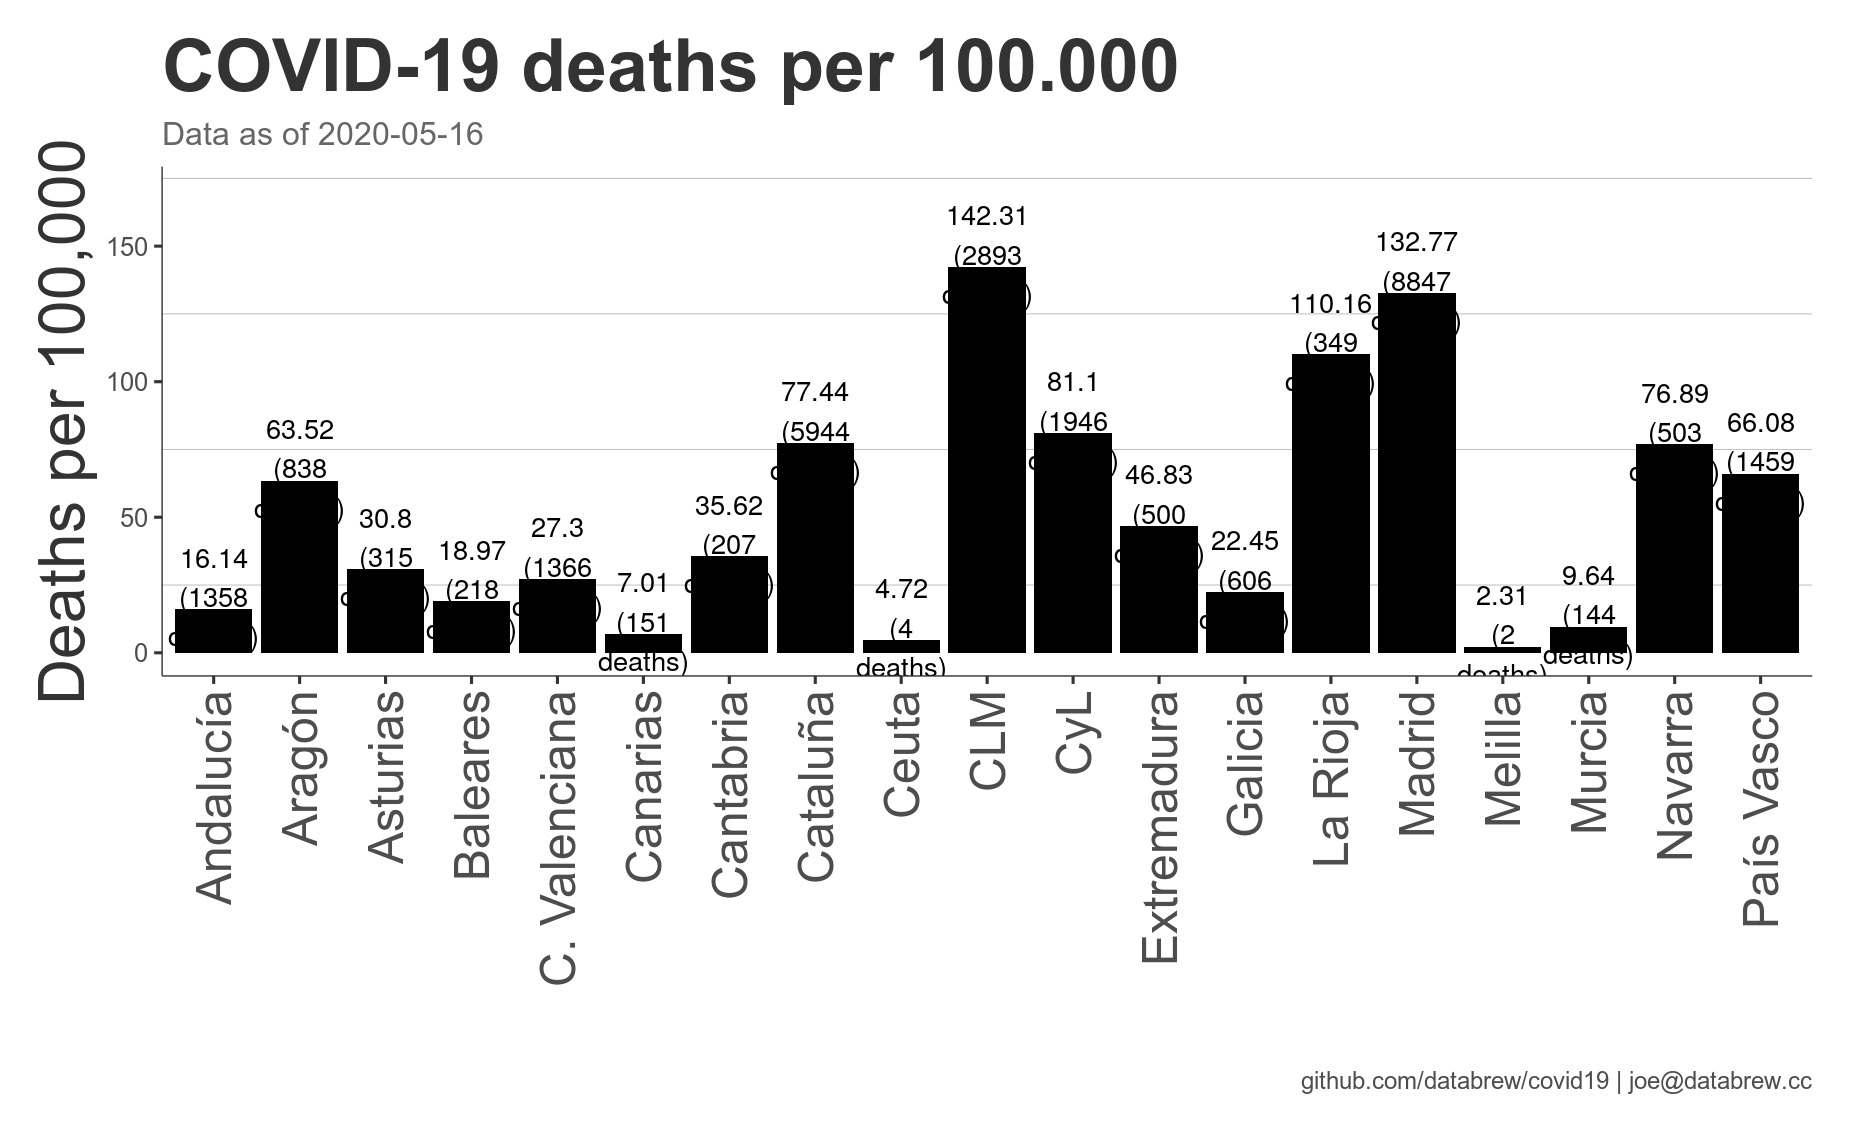 COVID-19 deaths per 100.000
Data as of 2020-05-16
Deaths per 100,000
150
100
50
0
16.14
(1358
63.52
(838
30.8
(315
18.97
(218
27.3
(1366
7.01
(151
deaths)
35.62
(207
77.44
(5944
4.72
(4
deaths)
142.31
(2893
81.1
(1946
46.83
(500
22.45
(606
110.16
(349
132.77
(8847
2.31
(2
deaths)
9.64
(144
deaths)
76.89
(503
66.08
(1459
Andalucía
Aragón
Asturias
Baleares
C. Valenciana
Canarias
Cantabria
Cataluña
Ceuta
CLM
CyL
Extremadura
Galicia
La Rioja
Madrid
Melilla
Murcia
Navarra
País Vasco
github.com/databrew/covid19 | joe@databrew.cc